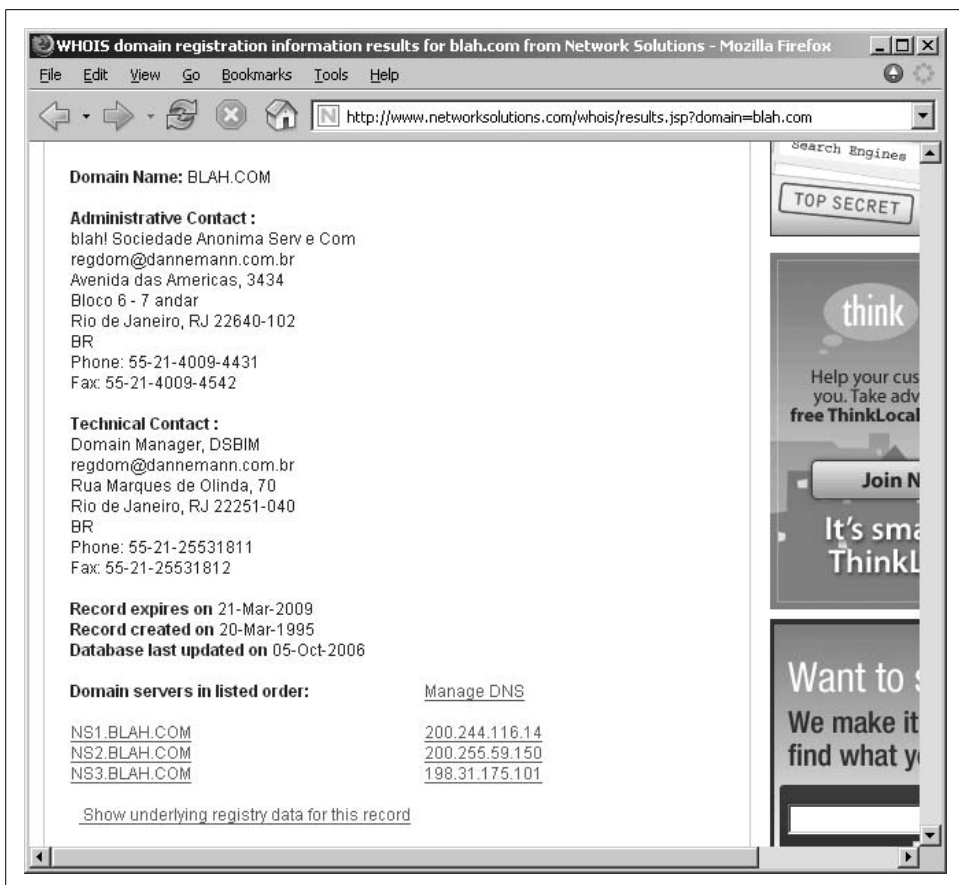 WHOIS domain registration information results for blah.com from Network Solutions - Mozilla Firefox
File Edit View Go Bookmarks Tools Help
http://www.networksolutions.com/whois/results.jsp?domain=blah.com
Domain Name: BLAH.COM
Administrative Contact :
blah! Sociedade Anonima Serv e Com
regdom@dannemann.com.br
Avenida das Americas, 3434
Bloco 6 - 7 andar
Rio de Janeiro, RJ 22640-102
BR
Phone: 55-21-4009-4431
Fax: 55-21-4009-4542
Technical Contact :
Domain Manager, DSBIM
regdom@dannemann.com.br
Rua Marques de Olinda, 70
Rio de Janeiro, RJ 22251-040
BR
Phone: 55-21-25531811
Fax: 55-21-25531812
Record expires on 21-Mar-2009
Record created on 20-Mar-1995
Database last updated on 05-Oct-2006
Domain servers in listed order: Manage DNS
NS1.BLAH.COM 200.244.116.14
NS2.BLAH.COM 200.255.59.150
NS3.BLAH.COM 198.31.175.101
Show underlying registry data for this record
Search Engines
TOP SECRET
think
Help your cus
you. Take adv
free ThinkLocal
Join N
It's sma
ThinkL
Want to s
We make it
find what y